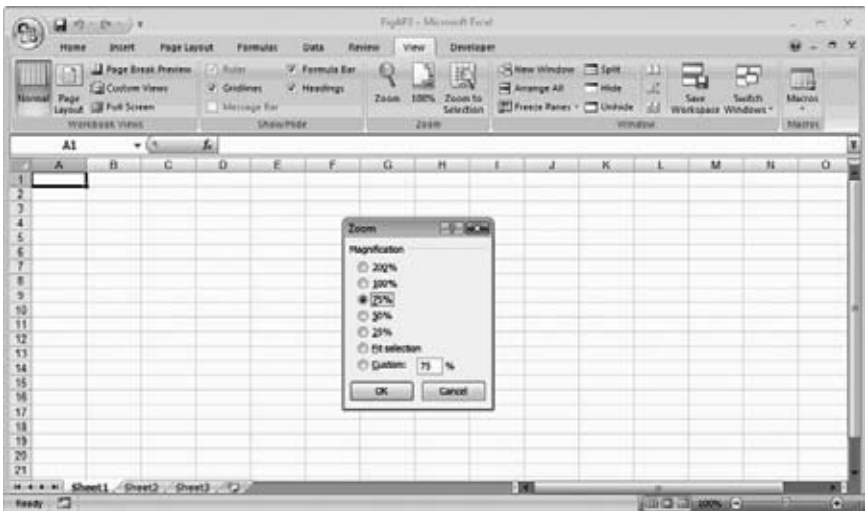 FigAP3 - Microsoft Excel
Home Insert Page Layout Formulas Data Review View Developer
Normal
Page Layout
Page Break Preview
Custom Views
Full Screen
Workbook Views
Ruler
Gridlines
Message Bar
Formula Bar
Headings
Show/Hide
Zoom
100%
Zoom to Selection
Zoom
New Window
Arrange All
Freeze Panes
Split
Hide
Unhide
Save Workspace
Switch Windows
Window
Macros
Macros
A1
fx
A B C D E F G H I J K L M N O
1
2
3
4
5
6
7
8
9
10
11
12
13
14
15
16
17
18
19
20
21
Zoom
Magnification
200%
100%
75%
50%
25%
Fit selection
Custom: 75 %
OK Cancel
Sheet1 Sheet2 Sheet3
Ready
100%